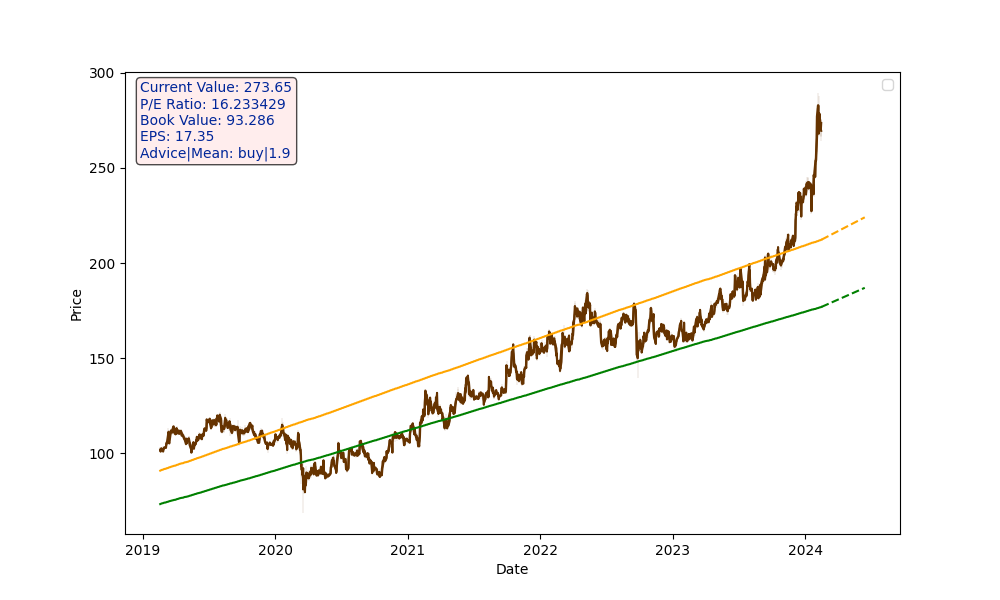 Current Value: 273.65
P/E Ratio: 16.233429
Book Value: 93.286
EPS: 17.35
Advice|Mean: buy|1.9
300
250
200
150
100
Price
2019 2020 2021 2022 2023 2024
Date